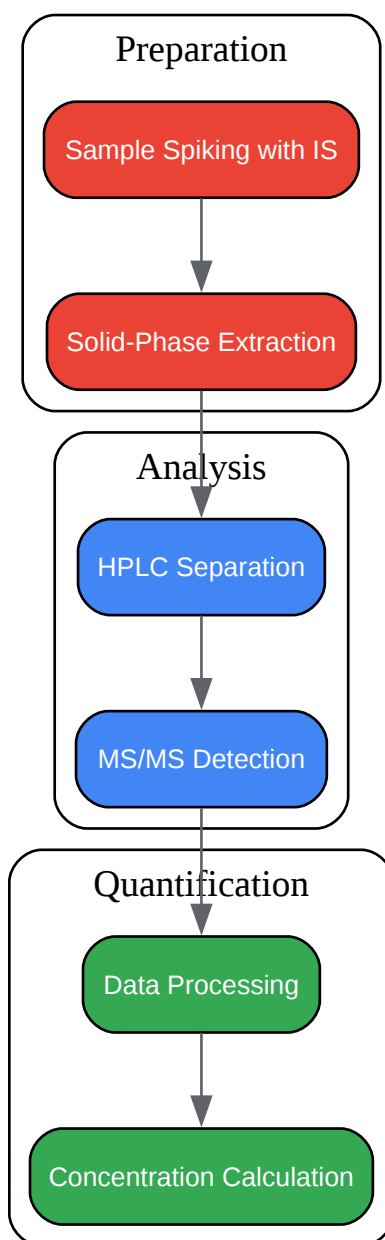 Preparation
Sample Spiking with IS
Solid-Phase Extraction
Analysis
HPLC Separation
MS/MS Detection
Quantification
Data Processing
Concentration Calculation